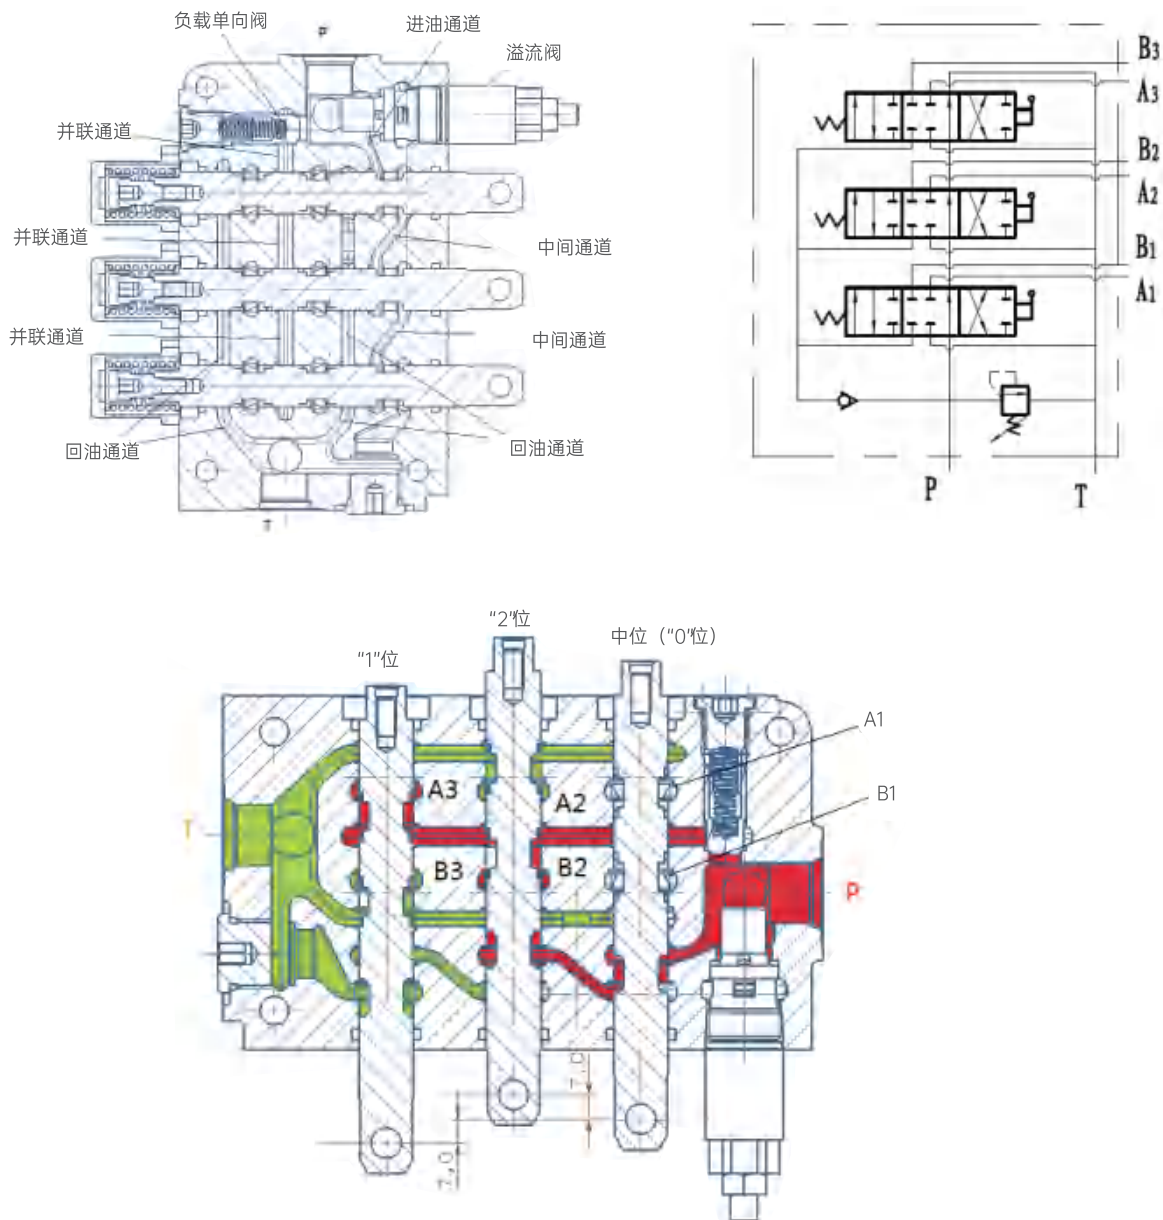 负载单向阀
P
进油通道
溢流阀
并联通道
并联通道
中间通道
并联通道
中间通道
回油通道
回油通道
T
B3
A3
B2
A2
B1
A1
P
T
“2”位
中位（“0”位）
“1”位
A1
B1
A3
A2
B3
B2
T
P
7.0
7.0